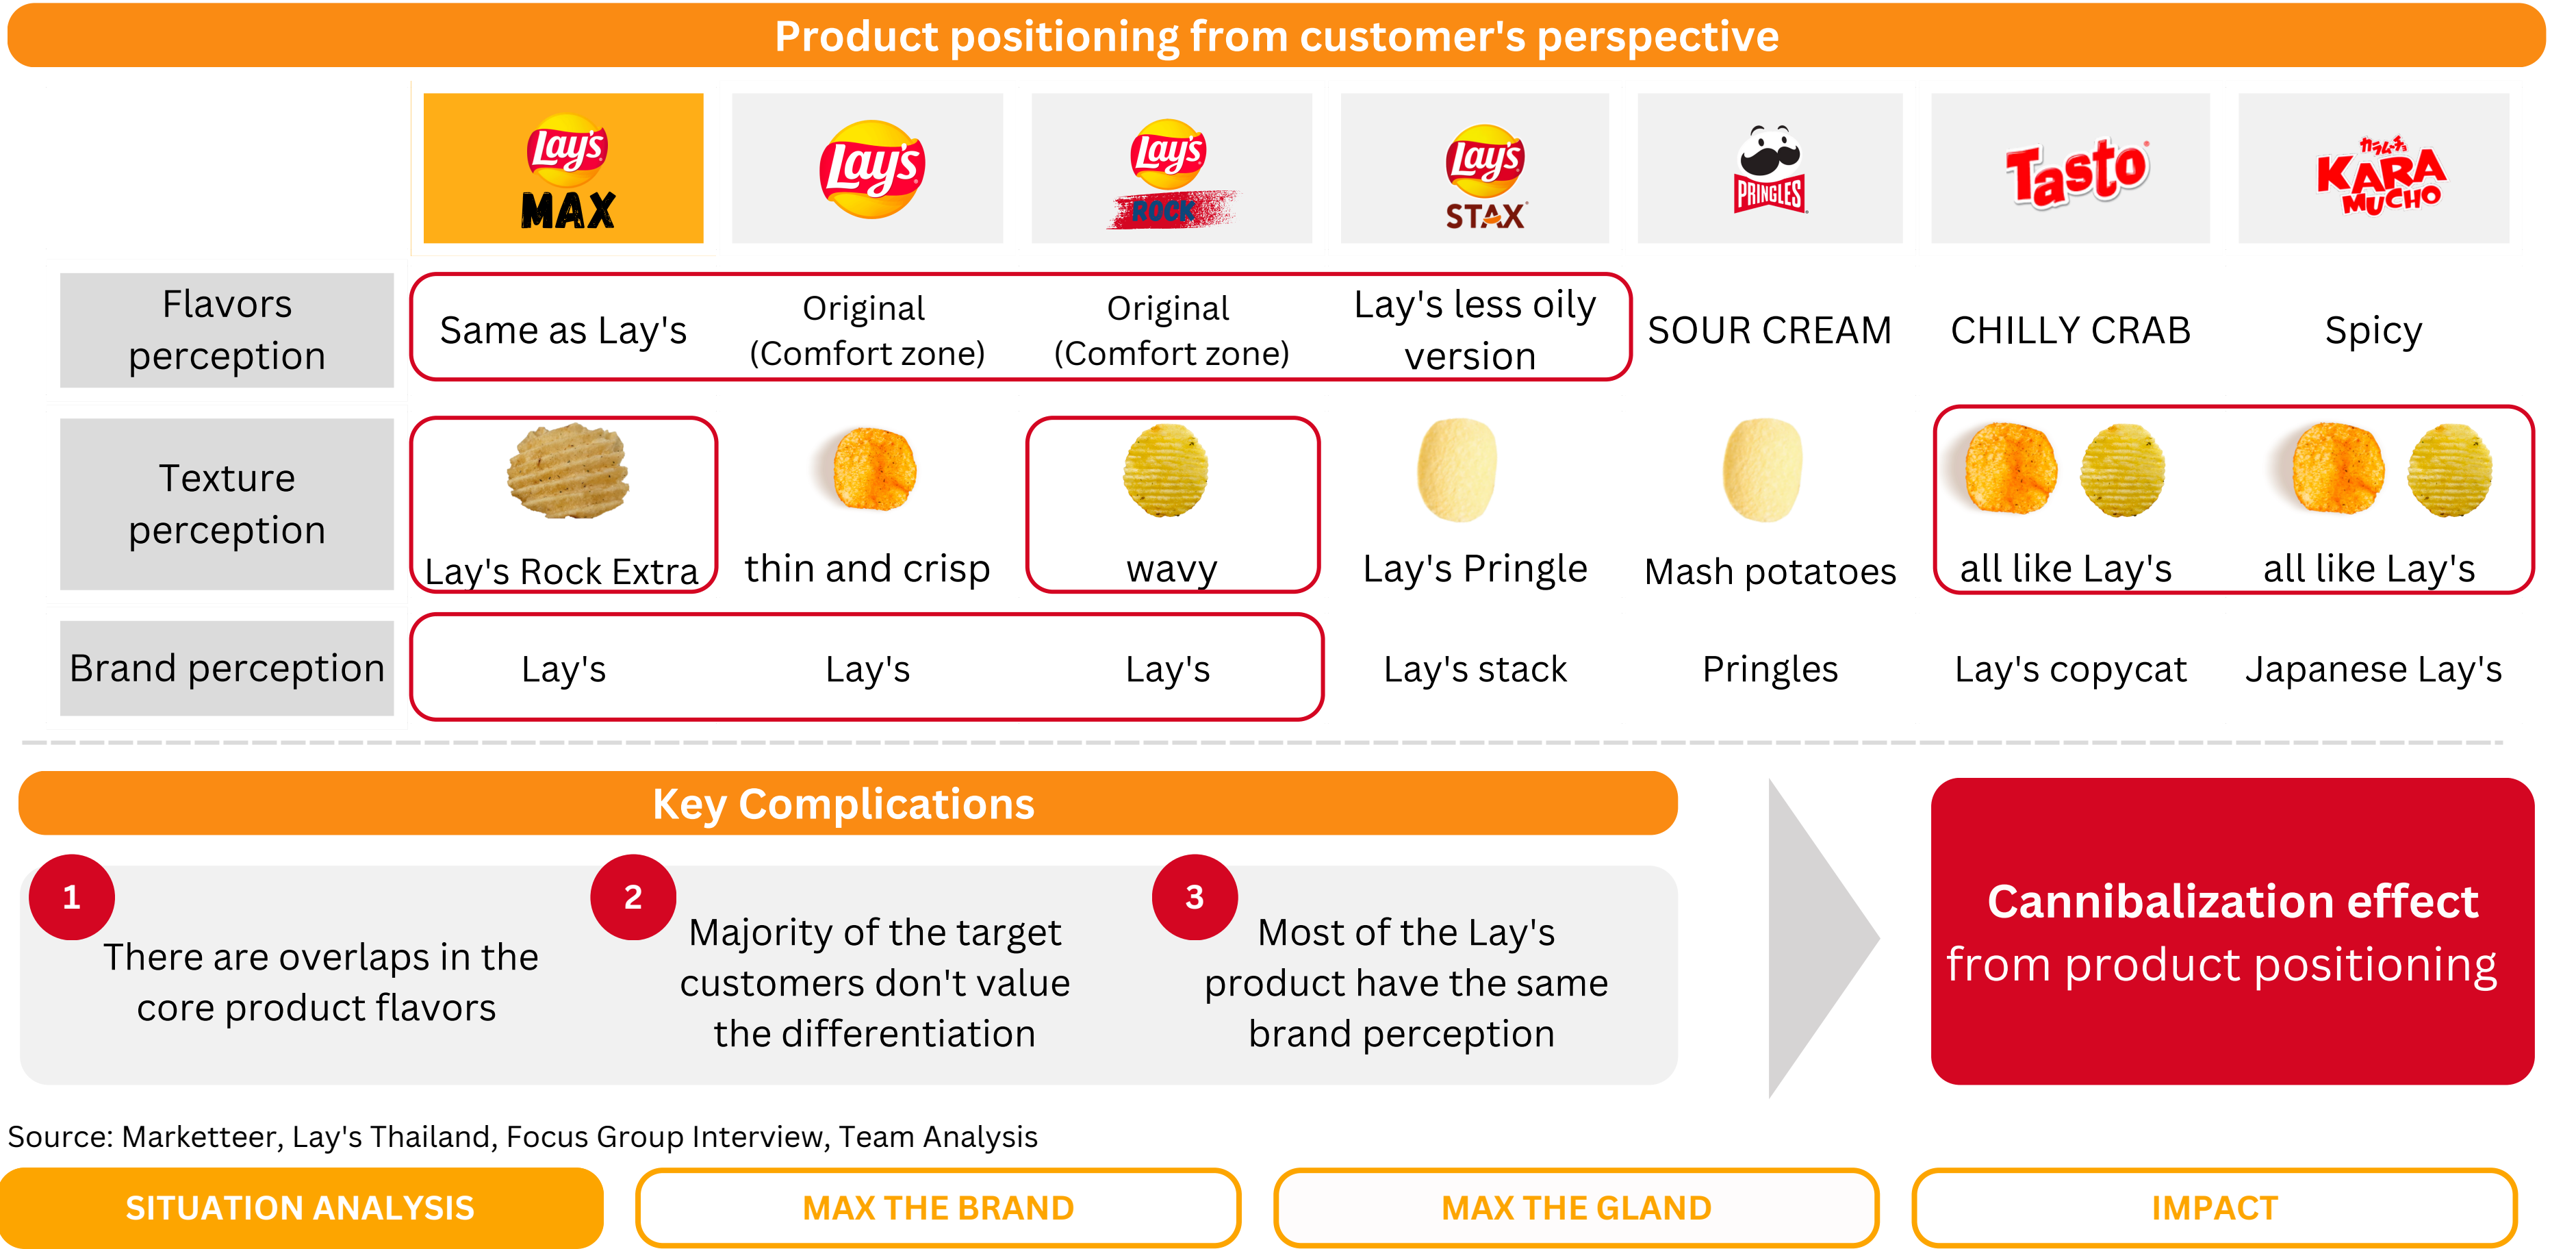 Product positioning from customer's perspective
Lay's
MAX
Lay's
Lay's
ROCK
Lay's
STAX
PRINGLES
Tasto
カラムーチョ
KARA
MUCHO
Flavors
perception
Same as Lay's
Original
(Comfort zone)
Original
(Comfort zone)
Lay's less oily
version
SOUR CREAM
CHILLY CRAB
Spicy
Texture
perception
Lay's Rock Extra
thin and crisp
wavy
Lay's Pringle
Mash potatoes
all like Lay's
all like Lay's
Brand perception
Lay's
Lay's
Lay's
Lay's stack
Pringles
Lay's copycat
Japanese Lay's
Key Complications
1
There are overlaps in the
core product flavors
2
Majority of the target
customers don't value
the differentiation
3
Most of the Lay's
product have the same
brand perception
Cannibalization effect
from product positioning
Source: Marketteer, Lay's Thailand, Focus Group Interview, Team Analysis
SITUATION ANALYSIS
MAX THE BRAND
MAX THE GLAND
IMPACT